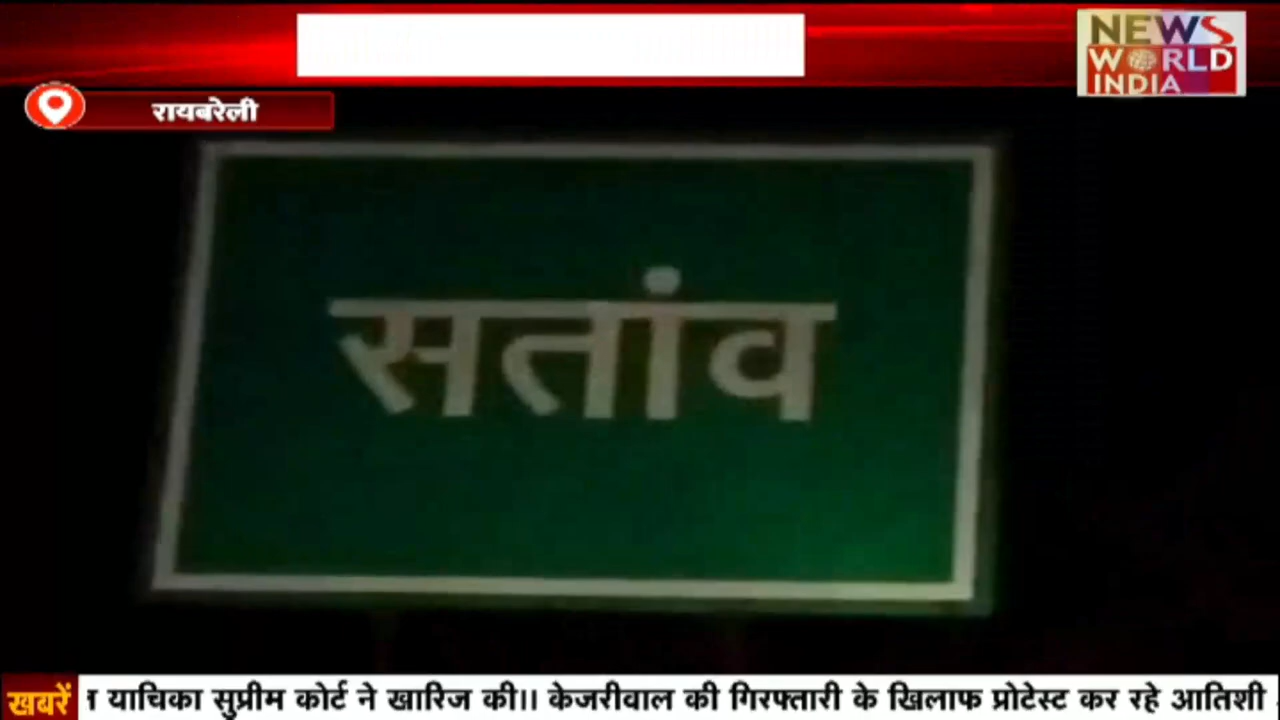 NEWS
WORLD
INDIA
रायबरेली
सतांव
खबरें
याचिका सुप्रीम कोर्ट ने खारिज की।। केजरीवाल की गिरफ्तारी के खिलाफ प्रोटेस्ट कर रहे आतिशी